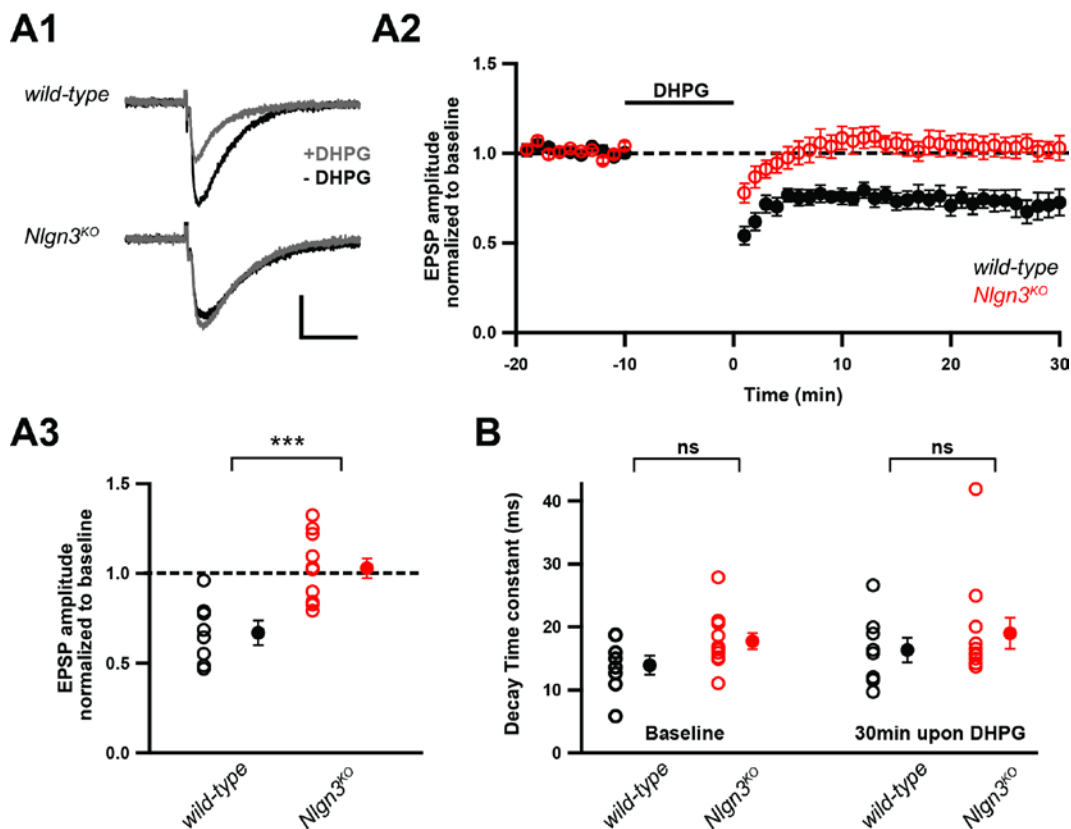 A1
wild-type
+DHPG
- DHPG
Nlgn3KO
A2
EPSP amplitude
normalized to baseline
1.5
1.0
0.5
0.0
DHPG
wild-type
Nlgn3KO
-20
-10
0
10
20
30
Time (min)
A3
***
EPSP amplitude
normalized to baseline
1.5
1.0
0.5
0.0
wild-type
Nlgn3KO
B
ns
ns
Decay Time constant (ms)
40
30
20
10
0
Baseline
30min upon DHPG
wild-type
Nlgn3KO
wild-type
Nlgn3KO